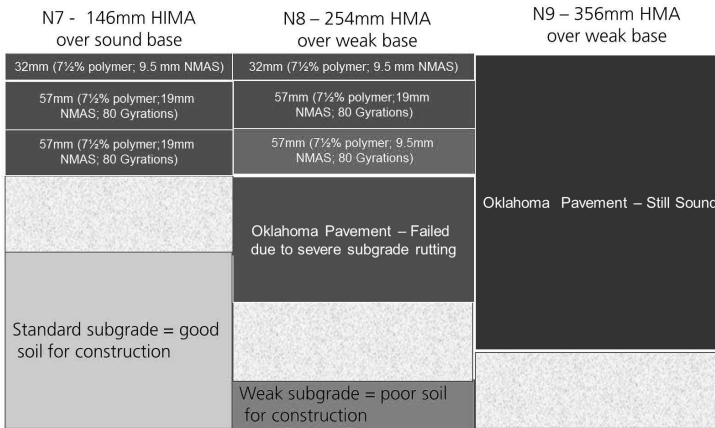 N7 - 146mm HIMA
over sound base
N8 – 254mm HMA
over weak base
N9 – 356mm HMA
over weak base
32mm (7½% polymer; 9.5 mm NMAS)
57mm (7½% polymer;19mm
NMAS; 80 Gyrations)
57mm (7½% polymer;19mm
NMAS; 80 Gyrations)
Standard subgrade = good
soil for construction
32mm (7½% polymer; 9.5 mm NMAS)
57mm (7½% polymer;19mm
NMAS; 80 Gyrations)
57mm (7½% polymer; 9.5mm
NMAS; 80 Gyrations)
Oklahoma Pavement – Failed
due to severe subgrade rutting
Weak subgrade = poor soil
for construction
Oklahoma Pavement – Still Sound